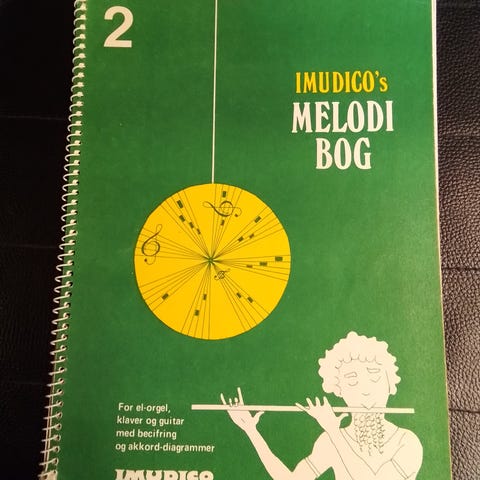 2
IMUDICO's
MELODI
BOG
For el-orgel,
klaver og guitar
med becifring
og akkord-diagrammer
IMUDICO